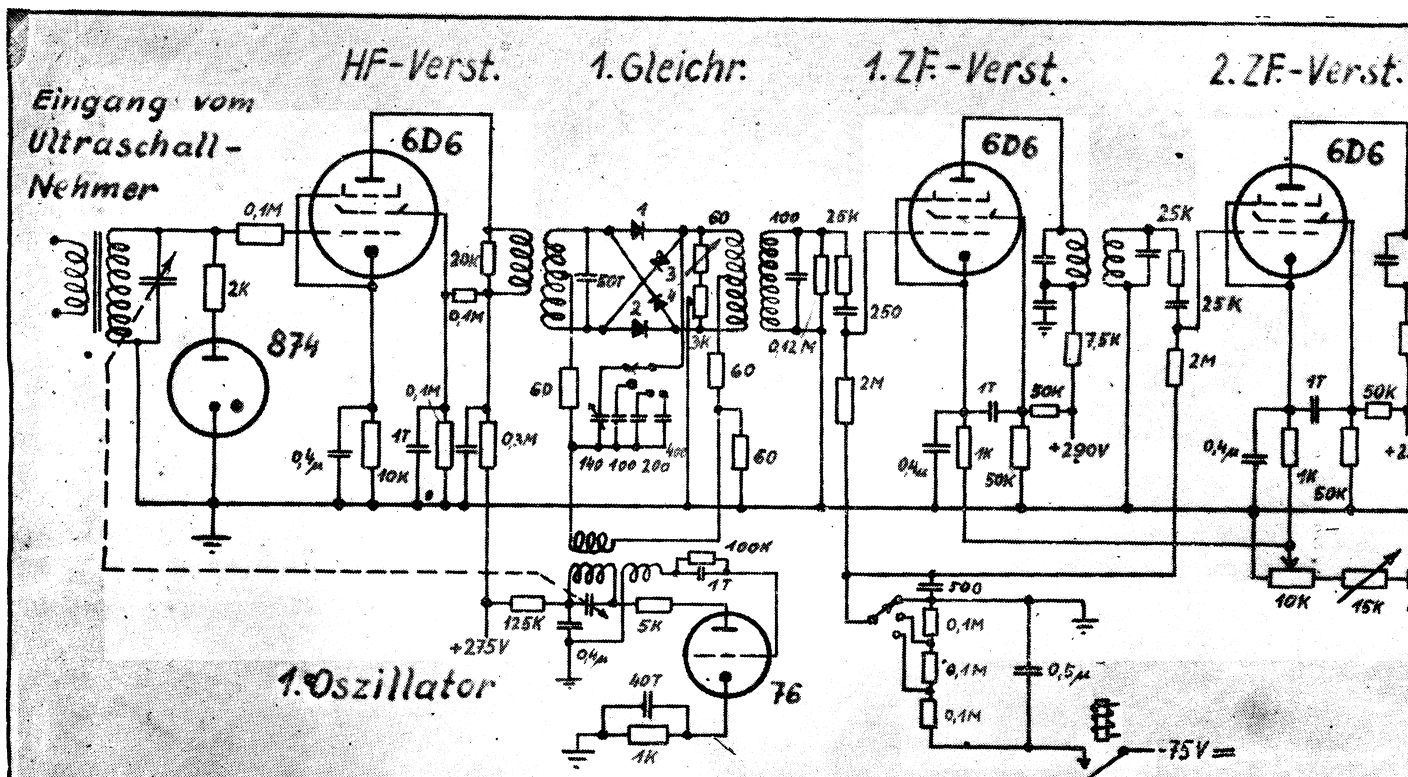 HF-Verst.
1. Gleichr.
1. ZF.-Verst.
2. ZF.-Verst.
Eingang vom
Ultraschall-
Nehmer
6D6
6D6
6D6
0,1M
2K
874
20K
0,1M
50T
1
2
3
4
60
3K
100
25K
250
0,12M
2M
7,5K
25K
25K
2M
60
60
60
140
100
200
400
0,4µ
10K
1T
0,1M
0,3M
0,4µ
1K
1T
50K
50K
+290V
0,4µ
1T
1K
50K
50K
100K
1T
125K
5K
+275V
0,4µ
1. Oszillator
76
40T
1K
500
0,1M
0,1M
0,1M
0,5µ
-75V
10K
15K